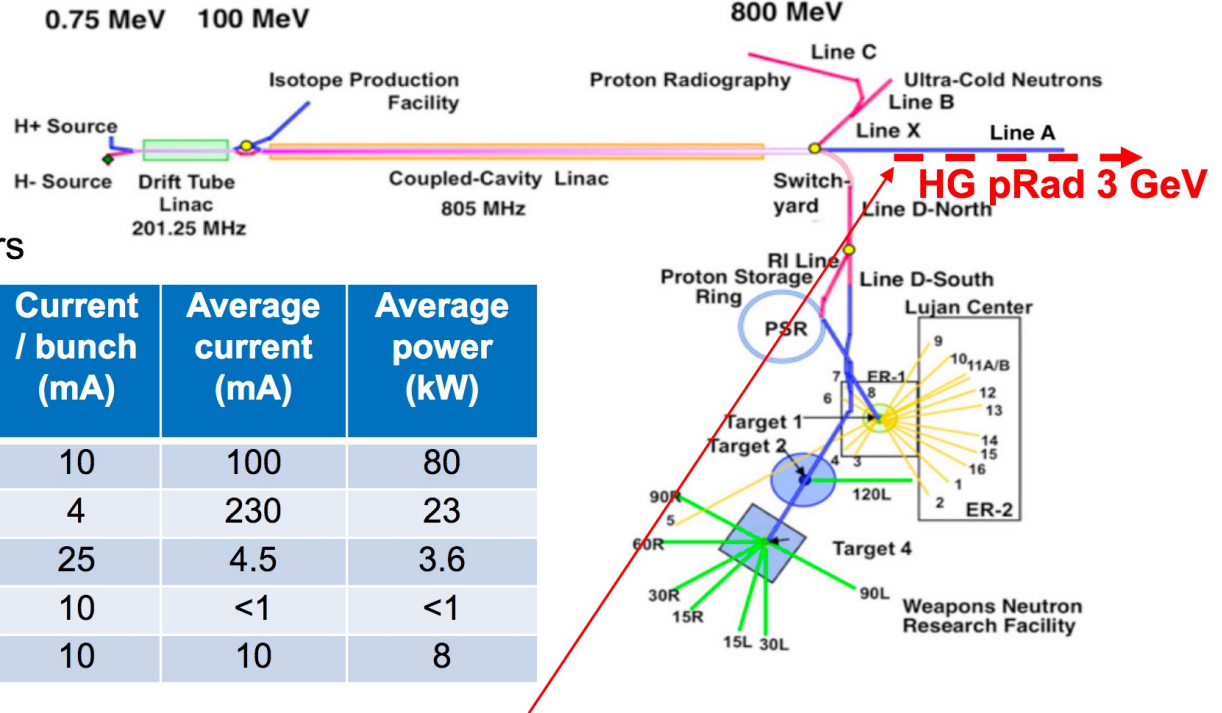 0.75 MeV 100 MeV
800 MeV
Line C
Isotope Production
Facility
Proton Radiography
Ultra-Cold Neutrons
Line B
H+ Source
Line X
Line A
H- Source
Drift Tube
Linac
201.25 MHz
Coupled-Cavity Linac
805 MHz
Switch-
yard
HG pRad 3 GeV
Line D-North
rs
RI Line
Proton Storage
Ring
Line D-South
PSR
Lujan Center
Current
/ bunch
(mA)
Average
current
(mA)
Average
power
(kW)
10 100 80
4 230 23
25 4.5 3.6
10 <1 <1
10 10 8
9
10
11A/B
12
13
14
15
16
1
2
ER-2
7
ER-1
8
6
Target 1
Target 2
4
3
120L
90R
5
60R
Target 4
30R
15R
15L
30L
90L
Weapons Neutron
Research Facility